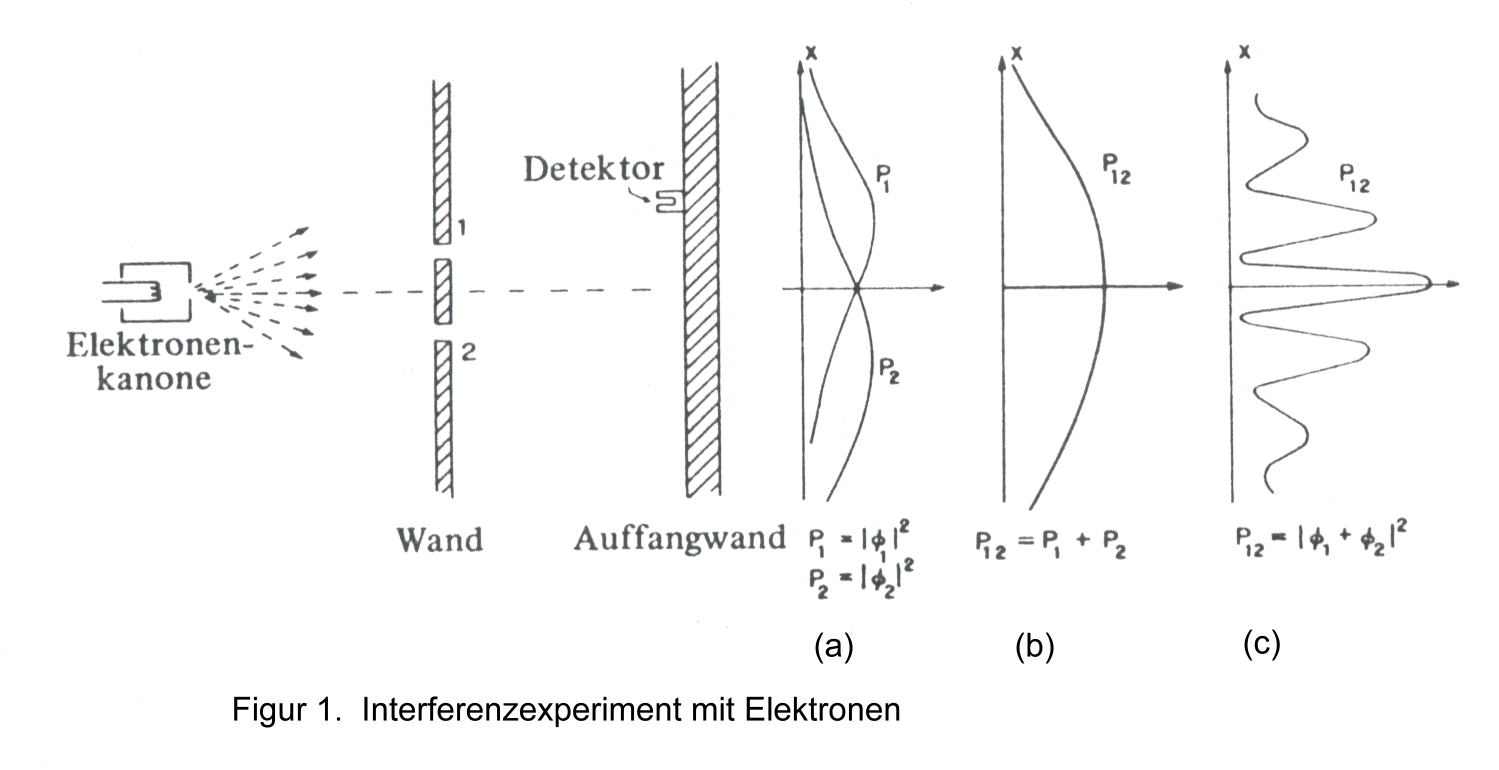 x
x
x
Detektor
P₁
P₁₂
P₁₂
1
Elektronen-
kanone
2
P₂
Wand
Auffangwand
P₁ = |ϕ₁|²
P₂ = |ϕ₂|²
P₁₂ = P₁ + P₂
P₁₂ = |ϕ₁ + ϕ₂|²
(a)
(b)
(c)
Figur 1. Interferenzexperiment mit Elektronen